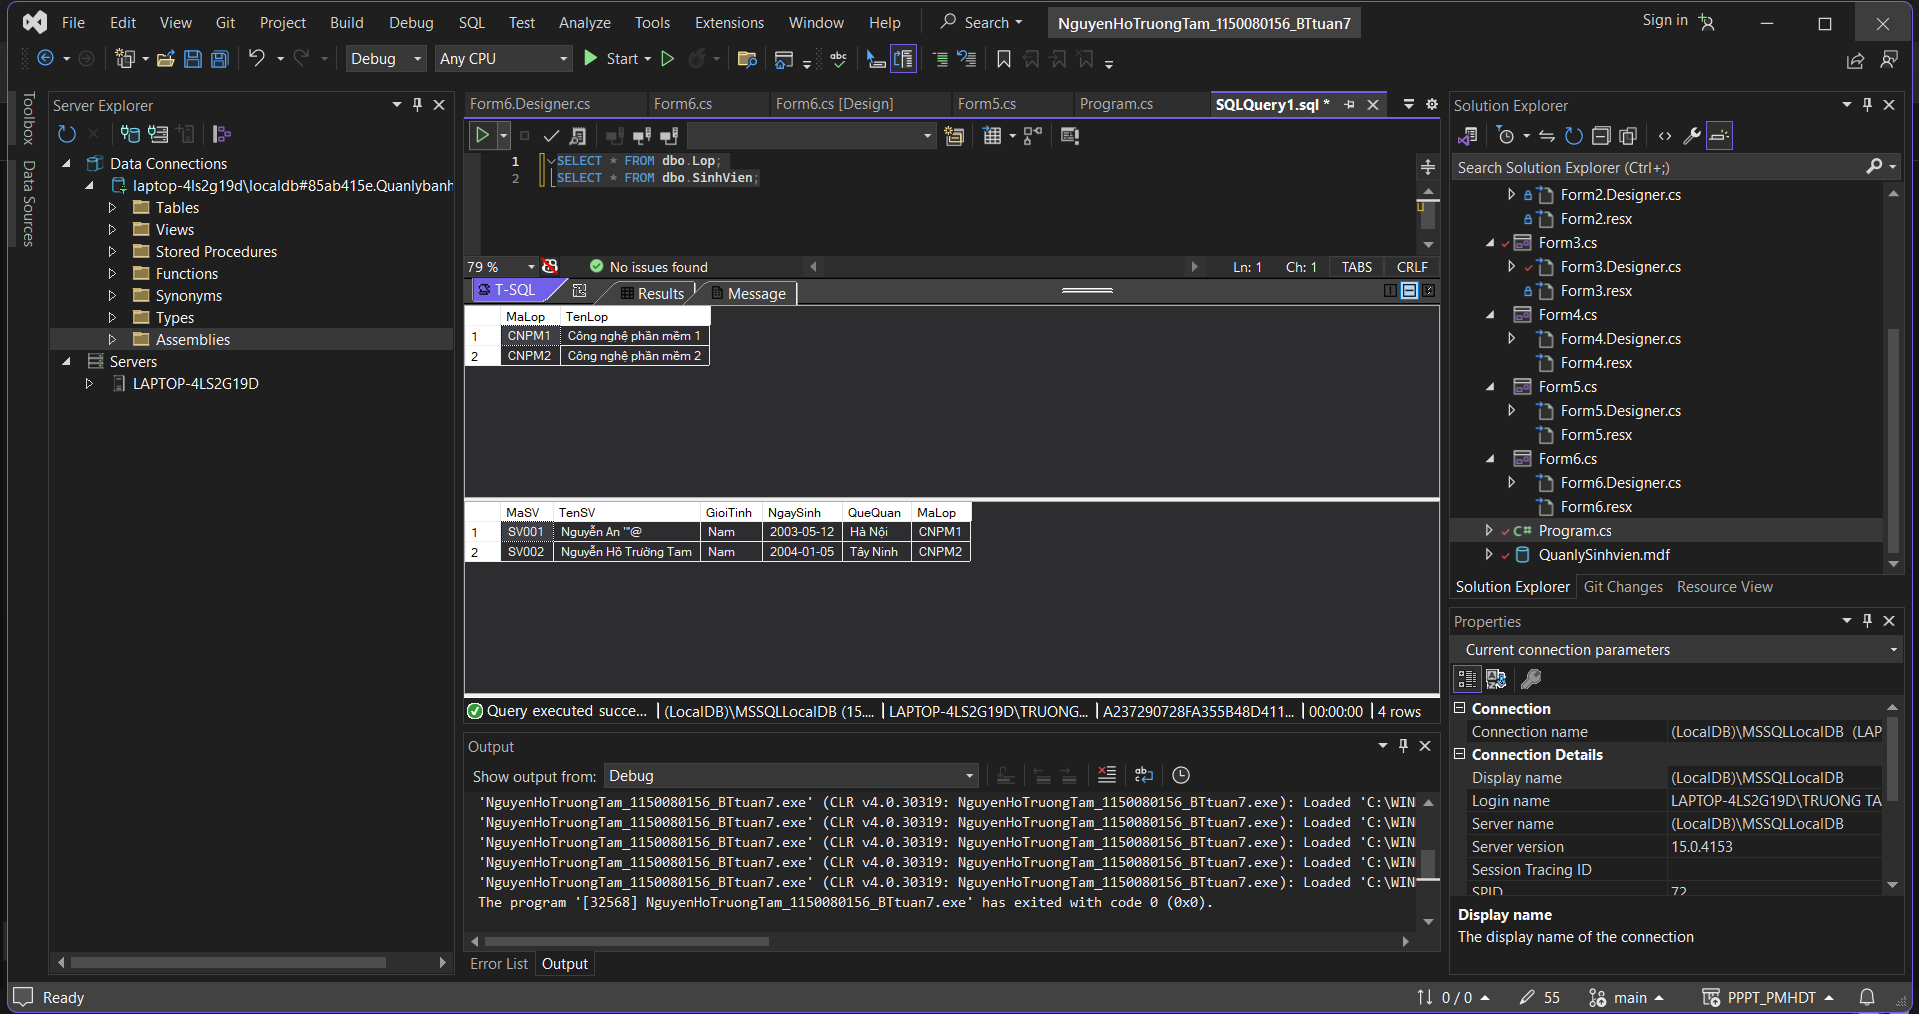 File Edit View Git Project Build Debug SQL Test Analyze Tools Extensions Window Help Search NguyenHoTruongTam_1150080156_BTtuan7 Sign in
Debug Any CPU Start
Toolbox
Data Sources
Server Explorer
Data Connections
laptop-4ls2g19d\localdb#85ab415e.Quanlybanh
Tables
Views
Stored Procedures
Functions
Synonyms
Types
Assemblies
Servers
LAPTOP-4LS2G19D
Form6.Designer.cs Form6.cs Form6.cs [Design] Form5.cs Program.cs SQLQuery1.sql *
1 SELECT * FROM dbo.Lop;
2 SELECT * FROM dbo.SinhVien;
79 % No issues found Ln: 1 Ch: 1 TABS CRLF
T-SQL Results Message
MaLop TenLop
1 CNPM1 Công nghệ phần mềm 1
2 CNPM2 Công nghệ phần mềm 2
MaSV TenSV GioiTinh NgaySinh QueQuan MaLop
1 SV001 Nguyễn An '"@ Nam 2003-05-12 Hà Nội CNPM1
2 SV002 Nguyễn Hồ Trường Tam Nam 2004-01-05 Tây Ninh CNPM2
Query executed succe... (LocalDB)\MSSQLLocalDB (15.... LAPTOP-4LS2G19D\TRUONG... A237290728FA355B48D411... 00:00:00 4 rows
Output
Show output from: Debug
'NguyenHoTruongTam_1150080156_BTtuan7.exe' (CLR v4.0.30319: NguyenHoTruongTam_1150080156_BTtuan7.exe): Loaded 'C:\WIN
'NguyenHoTruongTam_1150080156_BTtuan7.exe' (CLR v4.0.30319: NguyenHoTruongTam_1150080156_BTtuan7.exe): Loaded 'C:\WIN
'NguyenHoTruongTam_1150080156_BTtuan7.exe' (CLR v4.0.30319: NguyenHoTruongTam_1150080156_BTtuan7.exe): Loaded 'C:\WIN
'NguyenHoTruongTam_1150080156_BTtuan7.exe' (CLR v4.0.30319: NguyenHoTruongTam_1150080156_BTtuan7.exe): Loaded 'C:\WIN
'NguyenHoTruongTam_1150080156_BTtuan7.exe' (CLR v4.0.30319: NguyenHoTruongTam_1150080156_BTtuan7.exe): Loaded 'C:\WIN
The program '[32568] NguyenHoTruongTam_1150080156_BTtuan7.exe' has exited with code 0 (0x0).
Error List Output
Solution Explorer
Search Solution Explorer (Ctrl+;)
Form2.Designer.cs
Form2.resx
Form3.cs
Form3.Designer.cs
Form3.resx
Form4.cs
Form4.Designer.cs
Form4.resx
Form5.cs
Form5.Designer.cs
Form5.resx
Form6.cs
Form6.Designer.cs
Form6.resx
C# Program.cs
QuanlySinhvien.mdf
Solution Explorer Git Changes Resource View
Properties
Current connection parameters
Connection
Connection name (LocalDB)\MSSQLLocalDB (LAP
Connection Details
Display name (LocalDB)\MSSQLLocalDB
Login name LAPTOP-4LS2G19D\TRUONG TA
Server name (LocalDB)\MSSQLLocalDB
Server version 15.0.4153
Session Tracing ID
SPID 72
Display name
The display name of the connection
Ready 0 / 0 55 main PPPT_PMHDT